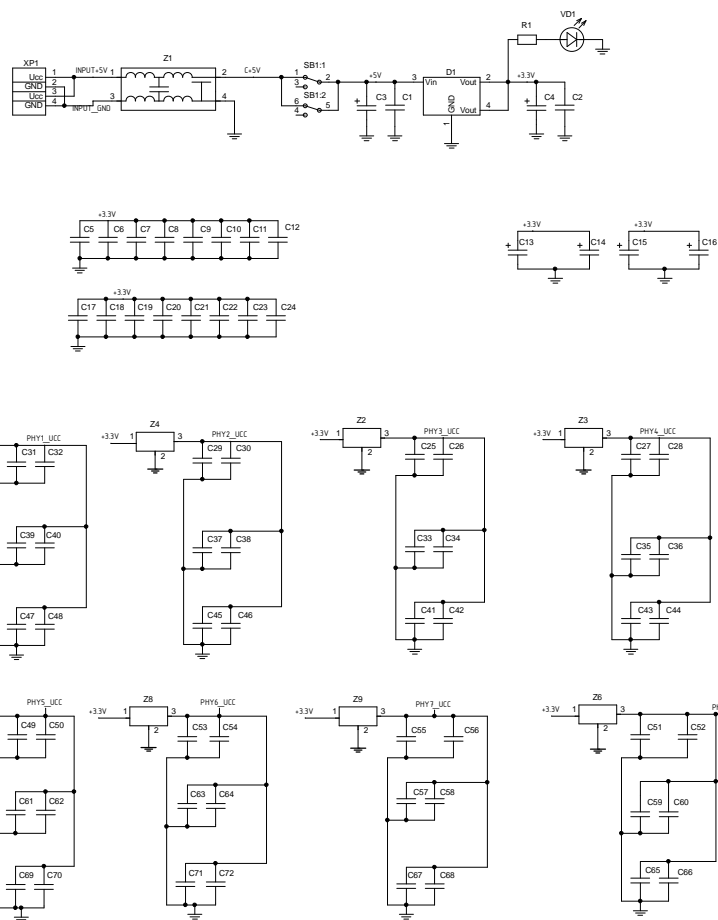 VD1
R1
XP1
Z1
SB1:1
D1
Ucc 1 INPUT+5V 1 2 C+5V 1 2 +5V 3 Vin Vout 2 +3.3V
GND 2 3
Ucc 3 SB1:2 C3 C1 GND C4 C2
GND 4 INPUT_GND 3 4 6 5 Vout 4
4
1
+3.3V +3.3V +3.3V
C5 C6 C7 C8 C9 C10 C11 C12
C13 C14 C15 C16
+3.3V
C17 C18 C19 C20 C21 C22 C23 C24
Z4 Z2 Z3
PHY1_UCC +3.3V 1 3 PHY2_UCC +3.3V 1 3 PHY3_UCC +3.3V 1 3 PHY4_UCC
2 2 2
C31 C32 C29 C30 C25 C26 C27 C28
C39 C40 C37 C38 C33 C34 C35 C36
C47 C48 C45 C46 C41 C42 C43 C44
Z8 Z9 Z6
PHY5_UCC +3.3V 1 3 PHY6_UCC +3.3V 1 3 PHY7_UCC +3.3V 1 3
2 2 2
C49 C50 C53 C54 C55 C56 C51 C52
C61 C62 C63 C64 C57 C58 C59 C60
C69 C70 C71 C72 C67 C68 C65 C66